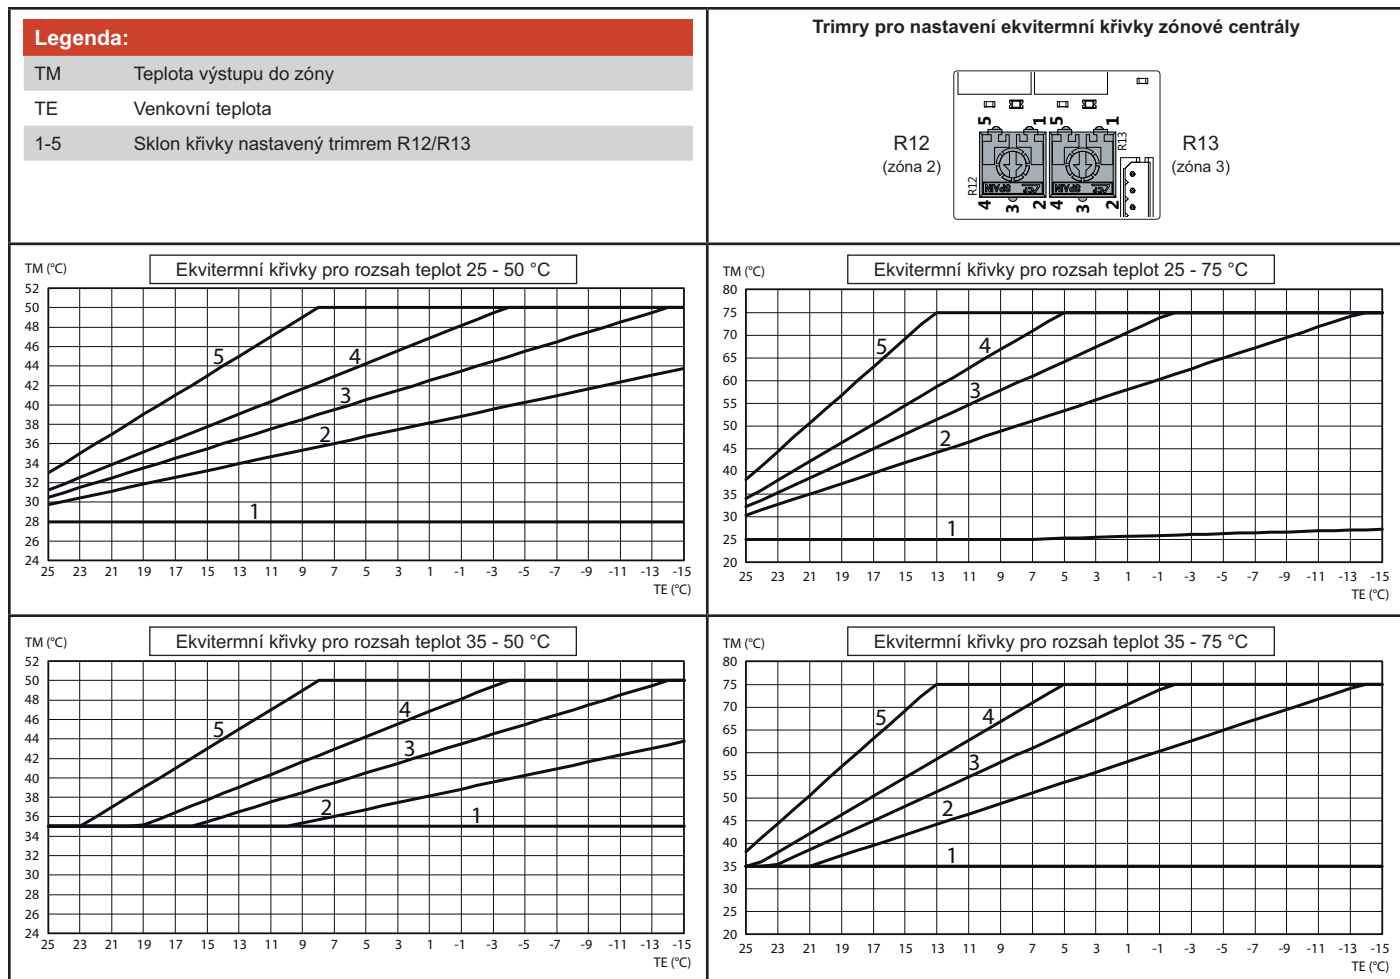 Legenda:
TM Teplota výstupu do zóny
TE Venkovní teplota
1-5 Sklon křivky nastavený trimrem R12/R13
Trimry pro nastavení ekvitermní křivky zónové centrály
R12
(zóna 2)
5 1 5 1
R12
R13
SPAIN
SPAIN
4 3 2 4 3 2
R13
(zóna 3)
TM (°C)
Ekvitermní křivky pro rozsah teplot 25 - 50 °C
52
50
48
46
44
42
40
38
36
34
32
30
28
26
24
5
4
3
2
1
25 23 21 19 17 15 13 11 9 7 5 3 1 -1 -3 -5 -7 -9 -11 -13 -15
TE (°C)
TM (°C)
Ekvitermní křivky pro rozsah teplot 25 - 75 °C
80
75
70
65
60
55
50
45
40
35
30
25
20
5
4
3
2
1
25 23 21 19 17 15 13 11 9 7 5 3 1 -1 -3 -5 -7 -9 -11 -13 -15
TE (°C)
TM (°C)
Ekvitermní křivky pro rozsah teplot 35 - 50 °C
52
50
48
46
44
42
40
38
36
34
32
30
28
26
24
5
4
3
2
1
25 23 21 19 17 15 13 11 9 7 5 3 1 -1 -3 -5 -7 -9 -11 -13 -15
TE (°C)
TM (°C)
Ekvitermní křivky pro rozsah teplot 35 - 75 °C
80
75
70
65
60
55
50
45
40
35
30
25
20
5
4
3
2
1
25 23 21 19 17 15 13 11 9 7 5 3 1 -1 -3 -5 -7 -9 -11 -13 -15
TE (°C)